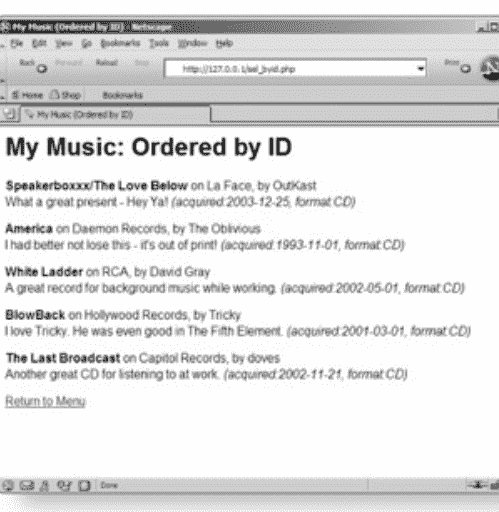 My Music (Ordered by ID) - Netscape
File Edit View Go Bookmarks Tools Window Help
Back Forward Reload Stop http://127.0.0.1/sel_byid.php Print
Home Shop Bookmarks
My Music (Ordered by ID)
My Music: Ordered by ID
Speakerboxxx/The Love Below on La Face, by OutKast
What a great present - Hey Ya! (acquired:2003-12-25, format:CD)
America on Daemon Records, by The Oblivious
I had better not lose this - it's out of print! (acquired:1993-11-01, format:CD)
White Ladder on RCA, by David Gray
A great record for background music while working. (acquired:2002-05-01, format:CD)
BlowBack on Hollywood Records, by Tricky
I love Tricky. He was even good in The Fifth Element. (acquired:2001-03-01, format:CD)
The Last Broadcast on Capitol Records, by doves
Another great CD for listening to at work. (acquired:2002-11-21, format:CD)
Return to Menu
Done